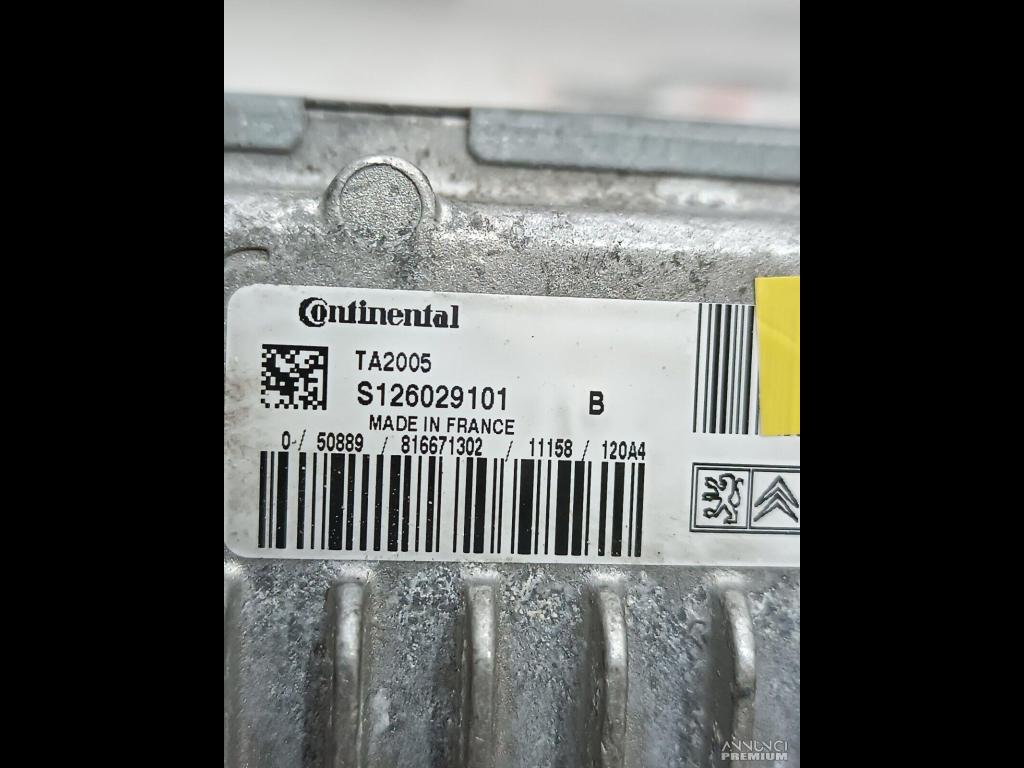 Continental
TA2005
S126029101 B
MADE IN FRANCE
0-/ 50889 / 816671302 / 11158 / 120A4
ANNUNCI
PREMIUM